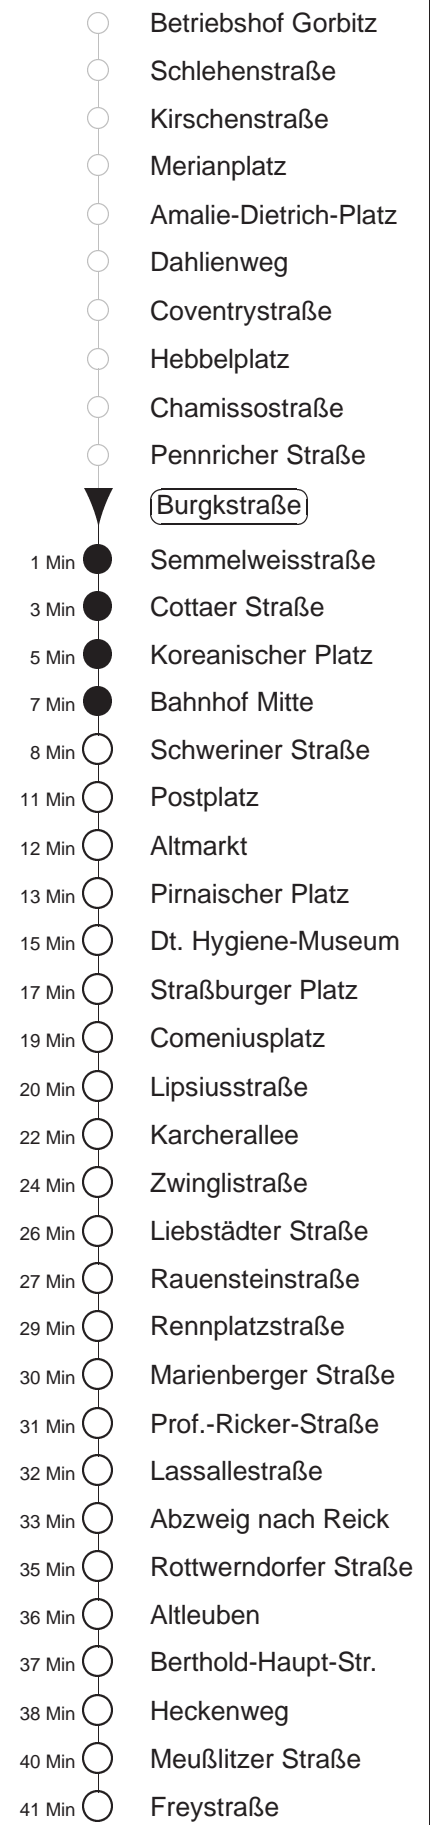 Betriebshof Gorbitz
Schlehenstraße
Kirschenstraße
Merianplatz
Amalie-Dietrich-Platz
Dahlienweg
Coventrystraße
Hebbelplatz
Chamissostraße
Pennricher Straße
Burgkstraße
1 Min Semmelweisstraße
3 Min Cottaer Straße
5 Min Koreanischer Platz
7 Min Bahnhof Mitte
8 Min Schweriner Straße
11 Min Postplatz
12 Min Altmarkt
13 Min Pirnaischer Platz
15 Min Dt. Hygiene-Museum
17 Min Straßburger Platz
19 Min Comeniusplatz
20 Min Lipsiusstraße
22 Min Karcherallee
24 Min Zwinglistraße
26 Min Liebstädter Straße
27 Min Rauensteinstraße
29 Min Rennplatzstraße
30 Min Marienberger Straße
31 Min Prof.-Ricker-Straße
32 Min Lassallestraße
33 Min Abzweig nach Reick
35 Min Rottwerndorfer Straße
36 Min Altleuben
37 Min Berthold-Haupt-Str.
38 Min Heckenweg
40 Min Meußlitzer Straße
41 Min Freystraße